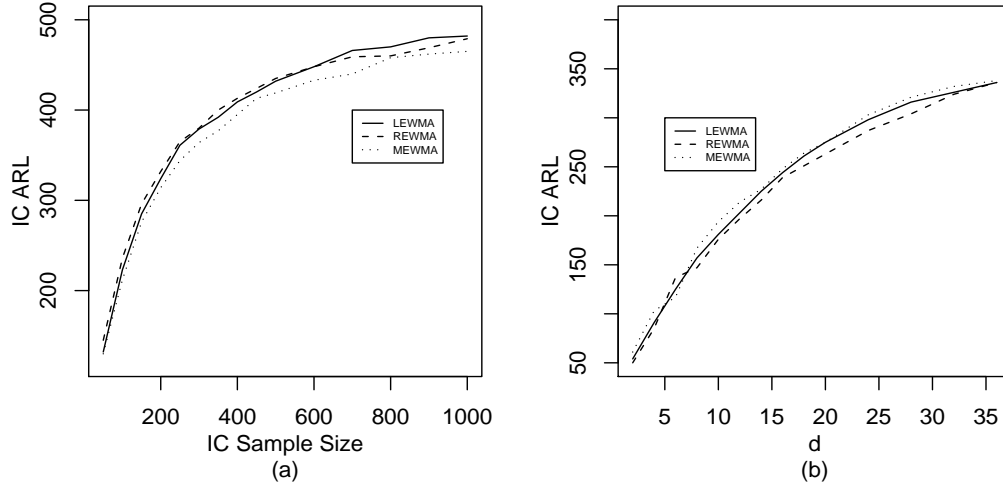 IC ARL
500
400
300
200
LEWMA
REWMA
MEWMA
200 400 600 800 1000
IC Sample Size
(a)
IC ARL
350
250
150
50
LEWMA
REWMA
MEWMA
5 10 15 20 25 30 35
d
(b)